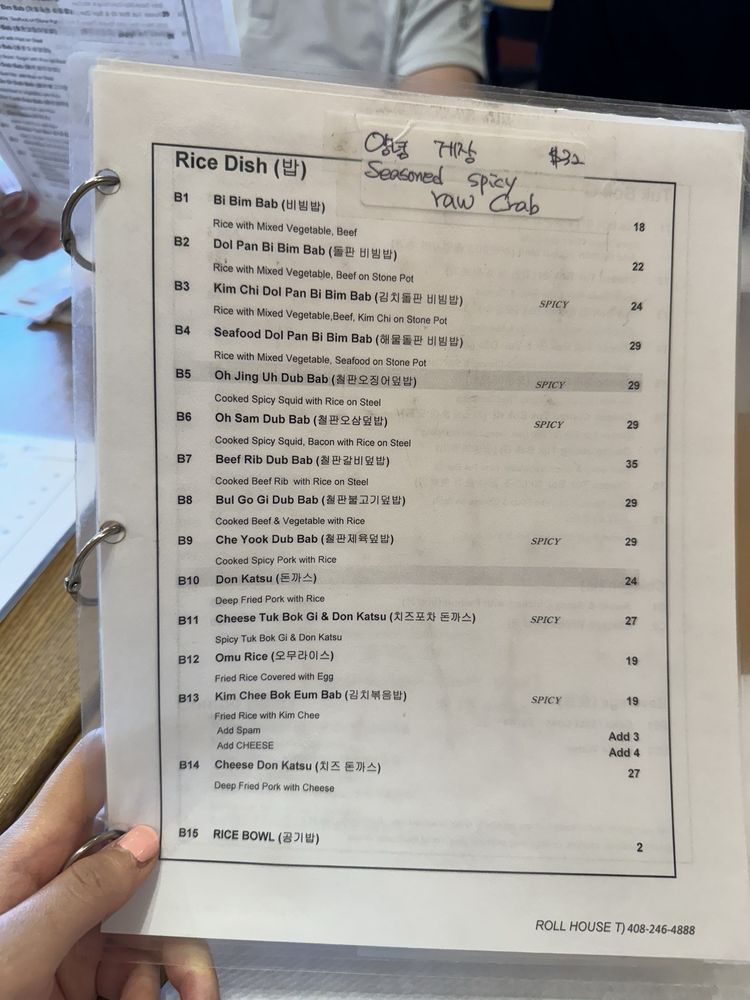 양념 게장 $32
Seasoned spicy
raw Crab
Rice Dish (밥)
B1 Bi Bim Bab (비빔밥) 18
Rice with Mixed Vegetable, Beef
B2 Dol Pan Bi Bim Bab (돌판 비빔밥) 22
Rice with Mixed Vegetable, Beef on Stone Pot
B3 Kim Chi Dol Pan Bi Bim Bab (김치돌판 비빔밥) SPICY 24
Rice with Mixed Vegetable,Beef, Kim Chi on Stone Pot
B4 Seafood Dol Pan Bi Bim Bab (해물돌판 비빔밥) 29
Rice with Mixed Vegetable, Seafood on Stone Pot
B5 Oh Jing Uh Dub Bab (철판오징어덮밥) SPICY 29
Cooked Spicy Squid with Rice on Steel
B6 Oh Sam Dub Bab (철판오삼덮밥) SPICY 29
Cooked Spicy Squid, Bacon with Rice on Steel
B7 Beef Rib Dub Bab (철판갈비덮밥) 35
Cooked Beef Rib with Rice on Steel
B8 Bul Go Gi Dub Bab (철판불고기덮밥) 29
Cooked Beef & Vegetable with Rice
B9 Che Yook Dub Bab (철판제육덮밥) SPICY 29
Cooked Spicy Pork with Rice
B10 Don Katsu (돈까스) 24
Deep Fried Pork with Rice
B11 Cheese Tuk Bok Gi & Don Katsu (치즈포차 돈까스) SPICY 27
Spicy Tuk Bok Gi & Don Katsu
B12 Omu Rice (오무라이스) 19
Fried Rice Covered with Egg
B13 Kim Chee Bok Eum Bab (김치볶음밥) SPICY 19
Fried Rice with Kim Chee
Add Spam Add 3
Add CHEESE Add 4
B14 Cheese Don Katsu (치즈 돈까스) 27
Deep Fried Pork with Cheese
B15 RICE BOWL (공기밥) 2
ROLL HOUSE T) 408-246-4888